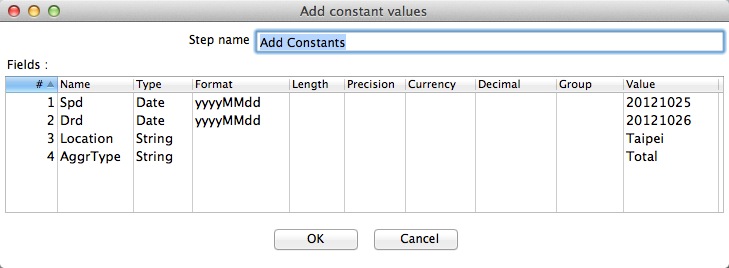 Add constant values
Step name Add Constants
Fields :
# Name Type Format Length Precision Currency Decimal Group Value
1 Spd Date yyyyMMdd 20121025
2 Drd Date yyyyMMdd 20121026
3 Location String Taipei
4 AggrType String Total
OK Cancel